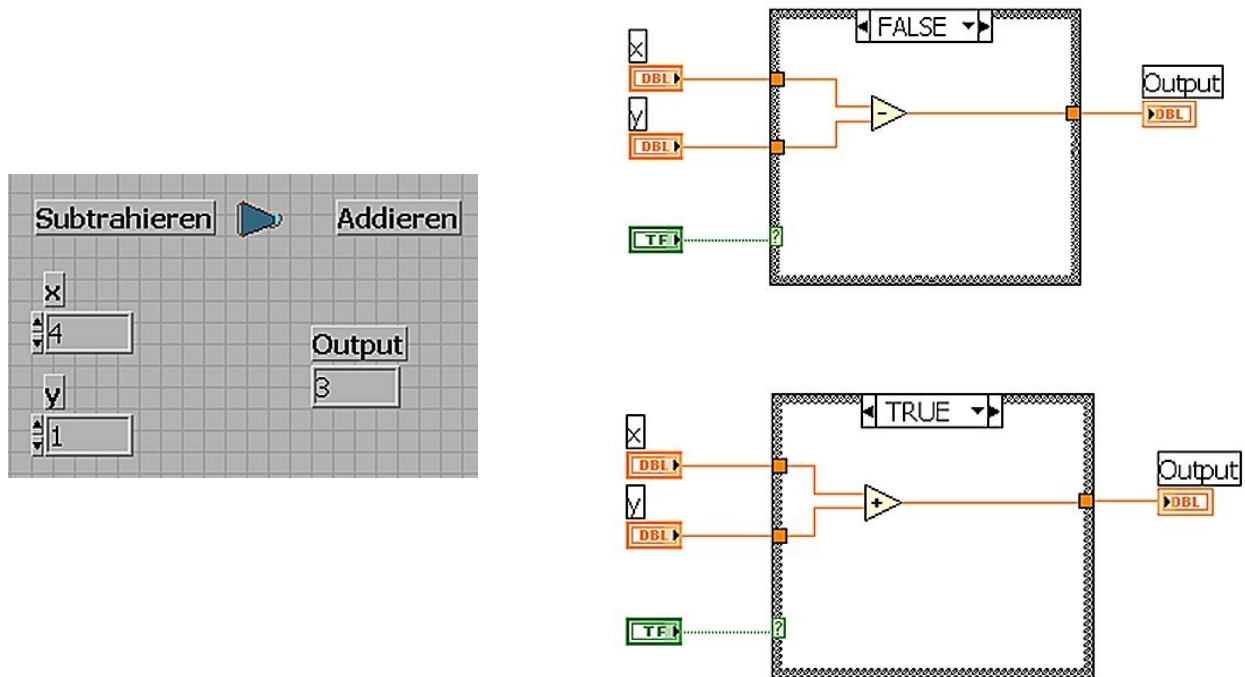 Subtrahieren Addieren
x
4
y
1
Output
3
FALSE
x
DBL
y
DBL
-
Output
DBL
TF
?
TRUE
x
DBL
y
DBL
+
Output
DBL
TF
?